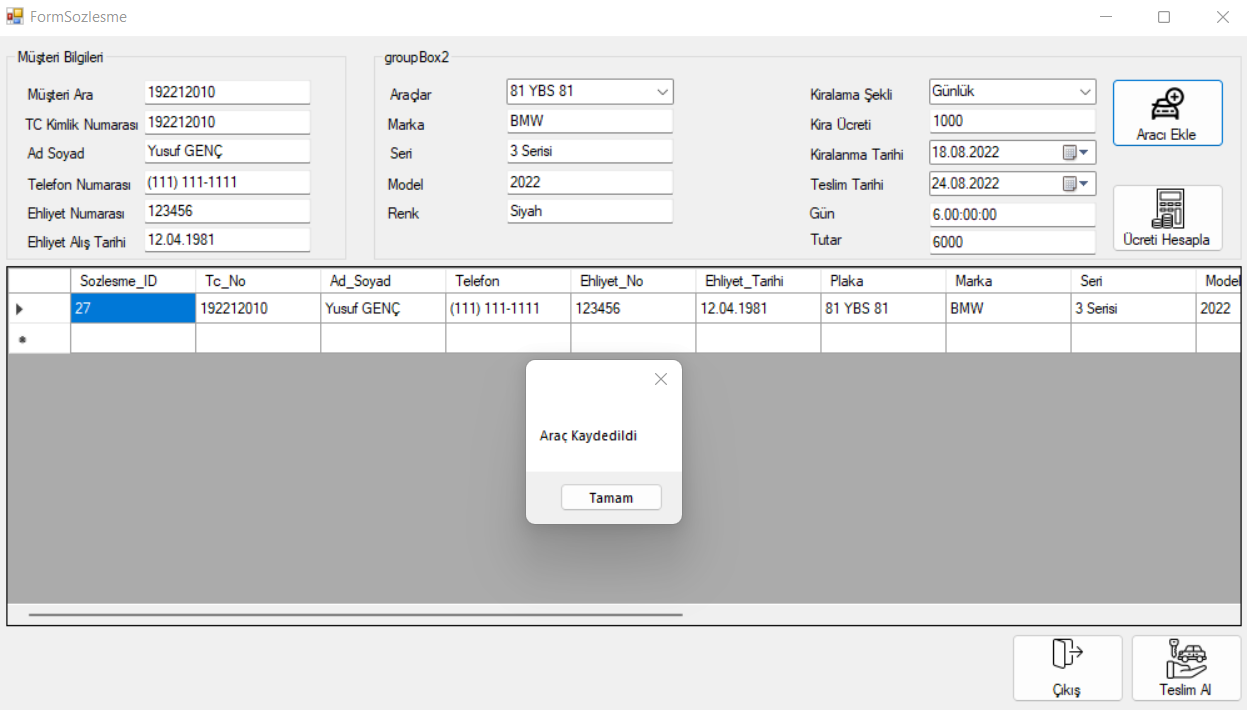 FormSozlesme
Müşteri Bilgileri
Müşteri Ara 192212010
TC Kimlik Numarası 192212010
Ad Soyad Yusuf GENÇ
Telefon Numarası (111) 111-1111
Ehliyet Numarası 123456
Ehliyet Alış Tarihi 12.04.1981
groupBox2
Araçlar 81 YBS 81
Marka BMW
Seri 3 Serisi
Model 2022
Renk Siyah
Kiralama Şekli Günlük
Kira Ücreti 1000
Kiralanma Tarihi 18.08.2022
Teslim Tarihi 24.08.2022
Gün 6.00:00:00
Tutar 6000
Aracı Ekle
Ücreti Hesapla
Sozlesme_ID Tc_No Ad_Soyad Telefon Ehliyet_No Ehliyet_Tarihi Plaka Marka Seri Model
27 192212010 Yusuf GENÇ (111) 111-1111 123456 12.04.1981 81 YBS 81 BMW 3 Serisi 2022
Araç Kaydedildi
Tamam
Çıkış
Teslim Al